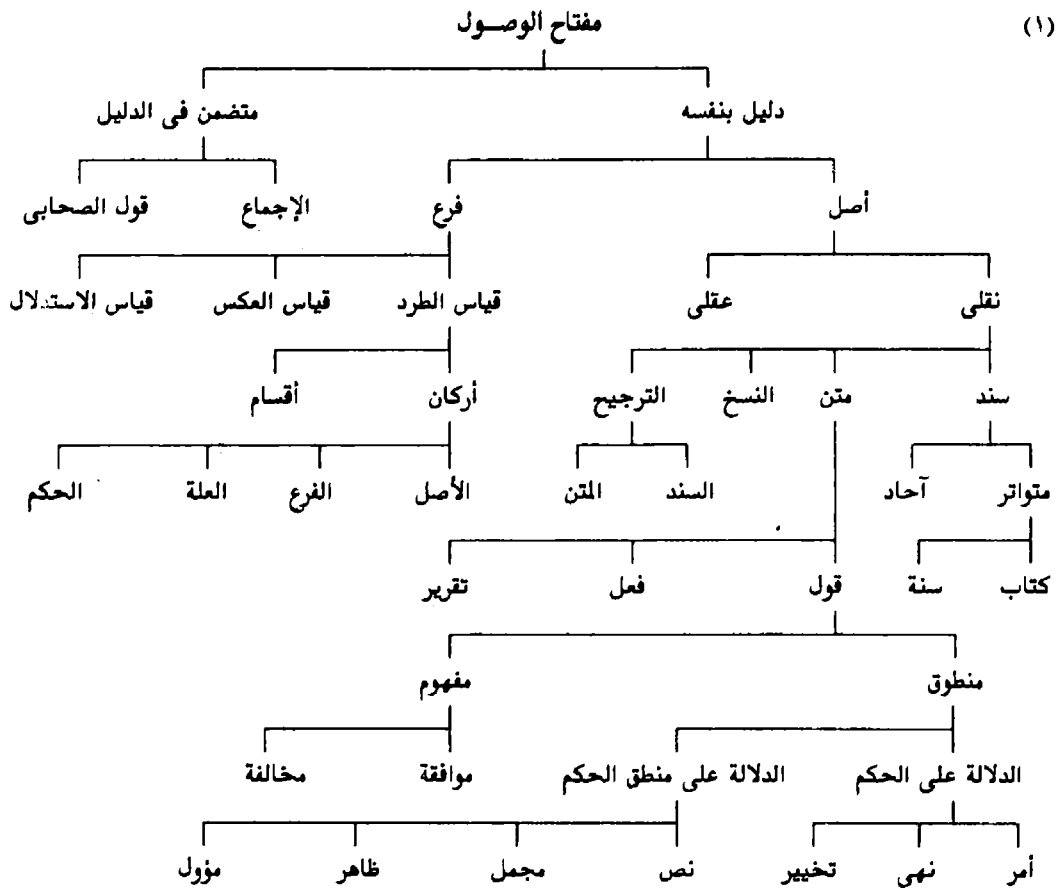 (١)
مفتاح الوصـول
دليل بنفسه متضمن فى الدليل
أصل فرع الإجماع قول الصحابى
نقلى عقلى قياس الطرد قياس العكس قياس الاستدلال
سند متن النسخ الترجيح أركان أقسام
متواتر آحاد السند المتن الأصل الفرع العلة الحكم
كتاب سنة قول فعل تقرير
منطوق مفهوم
الدلالة على الحكم الدلالة على منطق الحكم موافقة مخالفة
أمر نهى تخيير نص مجمل ظاهر مؤول